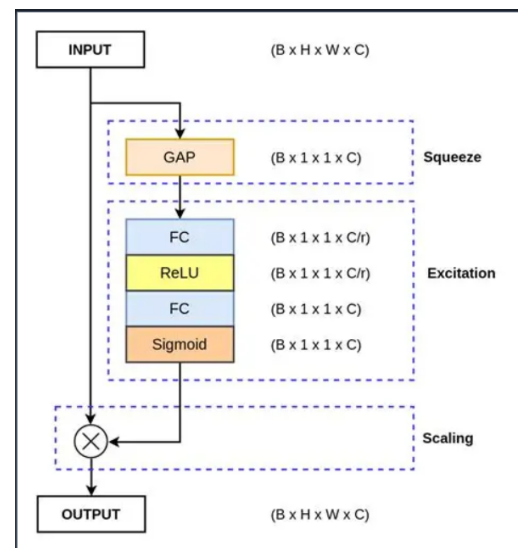 INPUT (B x H x W x C)
GAP (B x 1 x 1 x C) Squeeze
FC (B x 1 x 1 x C/r)
ReLU (B x 1 x 1 x C/r) Excitation
FC (B x 1 x 1 x C)
Sigmoid (B x 1 x 1 x C)
Scaling
OUTPUT (B x H x W x C)